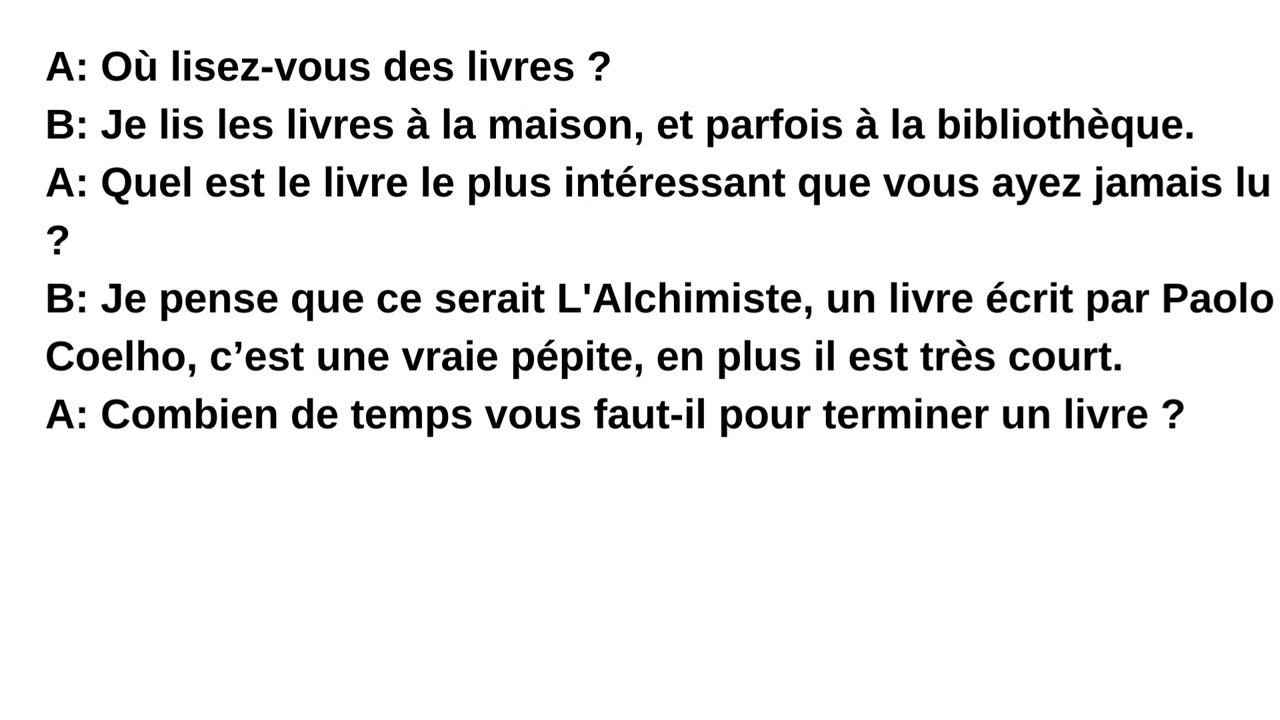 A: Où lisez-vous des livres ?
B: Je lis les livres à la maison, et parfois à la bibliothèque.
A: Quel est le livre le plus intéressant que vous ayez jamais lu
?
B: Je pense que ce serait L'Alchimiste, un livre écrit par Paolo
Coelho, c’est une vraie pépite, en plus il est très court.
A: Combien de temps vous faut-il pour terminer un livre ?